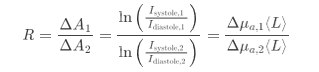 R = \frac{\Delta A_1}{\Delta A_2} = \frac{\ln\left(\frac{I_{\text{systole},1}}{I_{\text{diastole},1}}\right)}{\ln\left(\frac{I_{\text{systole},2}}{I_{\text{diastole},2}}\right)} = \frac{\Delta \mu_{a,1} \langle L \rangle}{\Delta \mu_{a,2} \langle L \rangle}